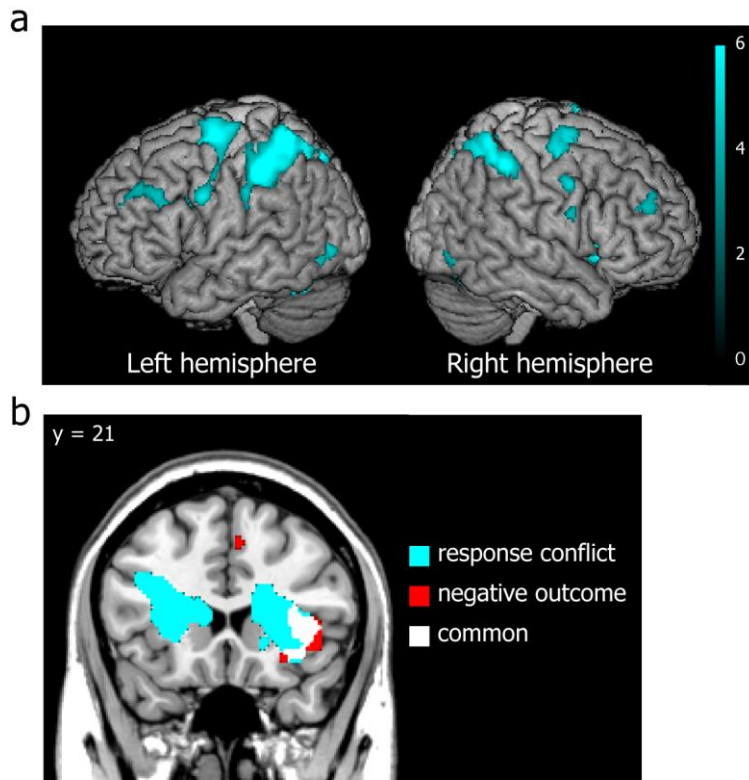 a
6
4
2
0
Left hemisphere
Right hemisphere
b
y = 21
response conflict
negative outcome
common